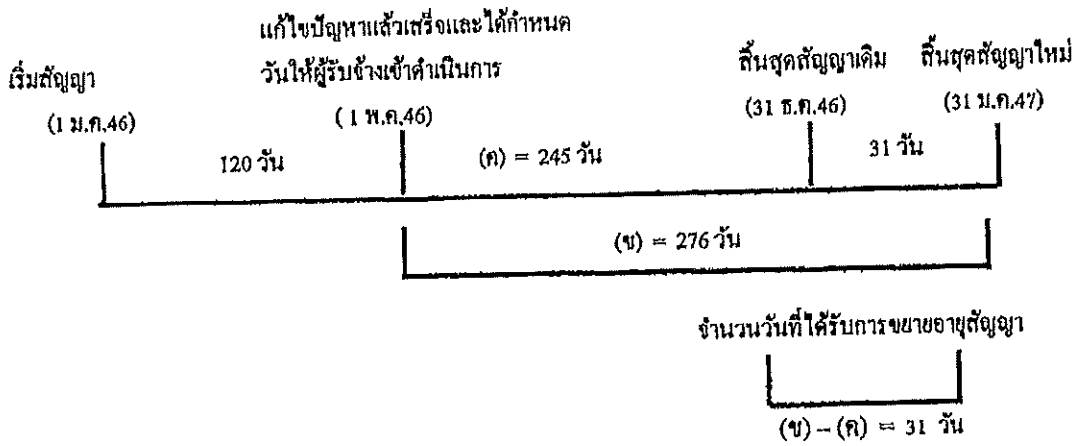 แก้ไขปัญหาแล้วเสร็จและได้กำหนด
วันให้ผู้รับจ้างเข้าดำเนินการ
เริ่มสัญญา
สิ้นสุดสัญญาเดิม
สิ้นสุดสัญญาใหม่
(1 ม.ค.46)
( 1 พ.ค.46)
(31 ธ.ค.46)
(31 ม.ค.47)
120 วัน
(ค) = 245 วัน
31 วัน
(ข) = 276 วัน
จำนวนวันที่ได้รับการขยายอายุสัญญา
(ข) – (ค) = 31 วัน